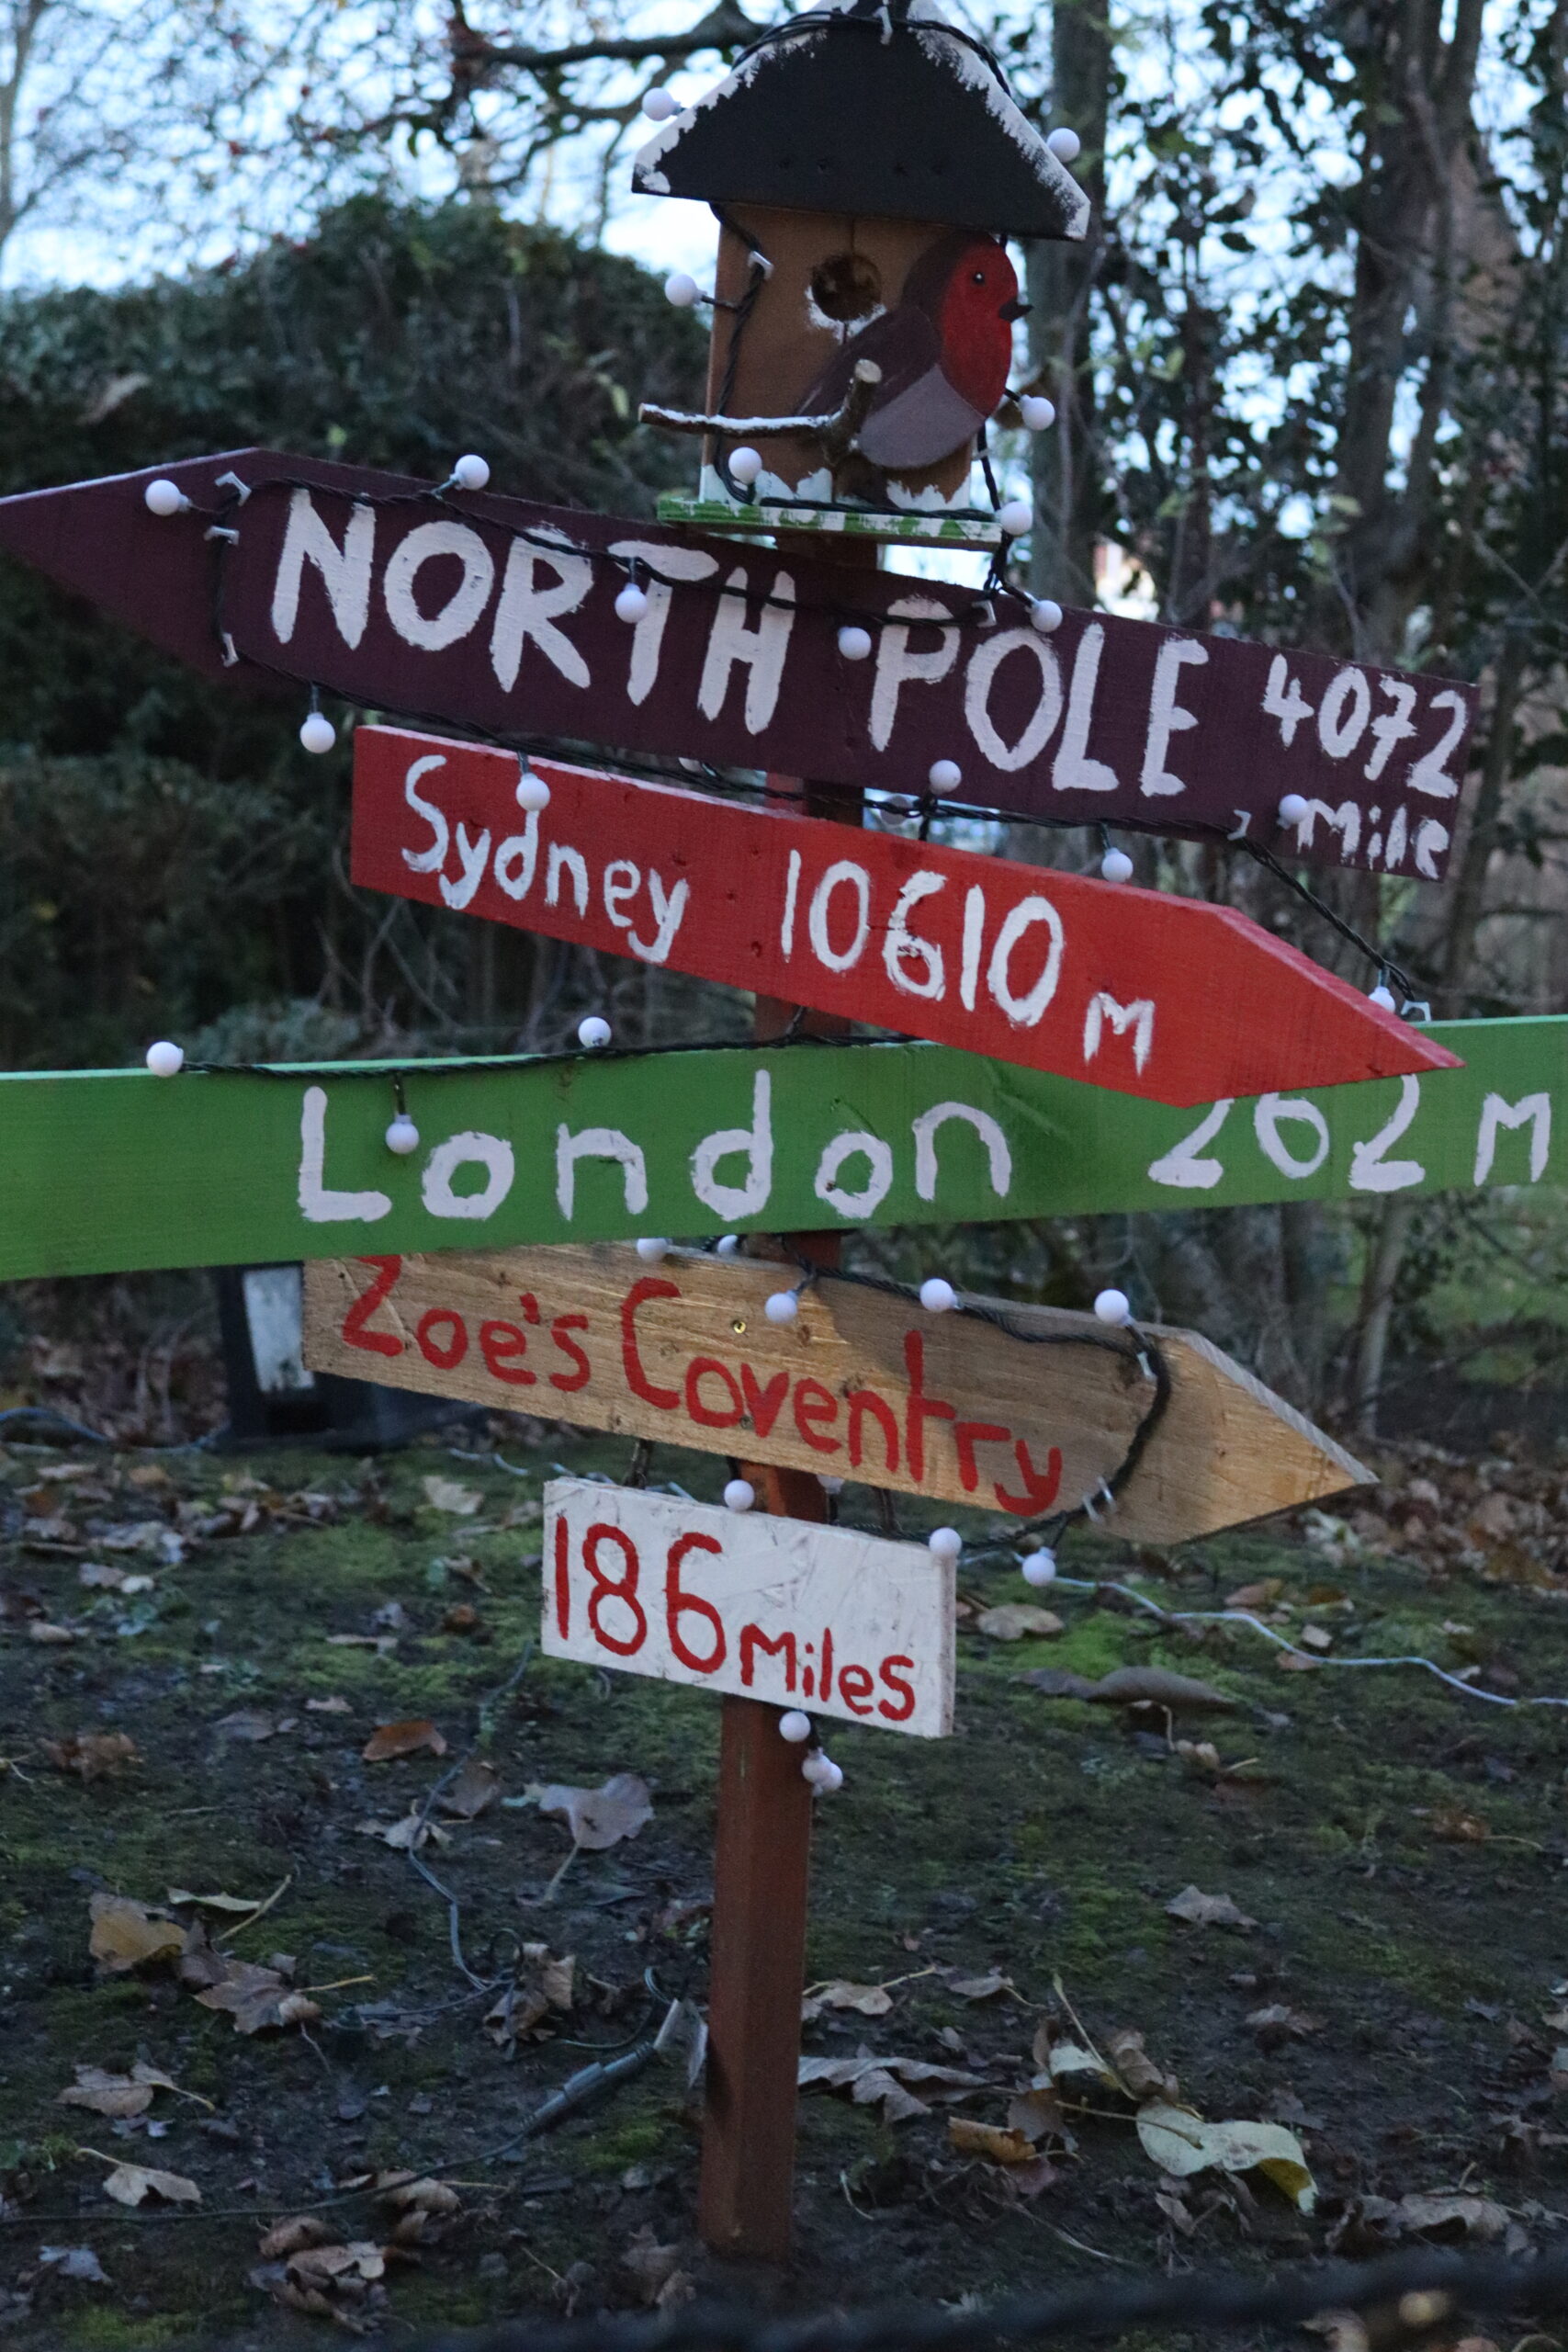 NORTH POLE 4072
mile
Sydney 10610 M
London 262 M
Zoe's Coventry
186 miles